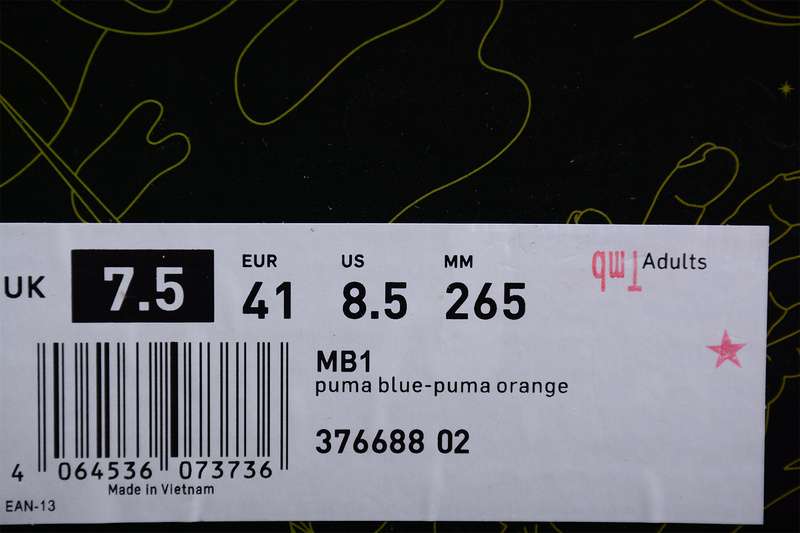 UK 7.5
EUR US MM
41 8.5 265
Adults
MB1
puma blue-puma orange
376688 02
4 064536 073736
Made in Vietnam
EAN-13